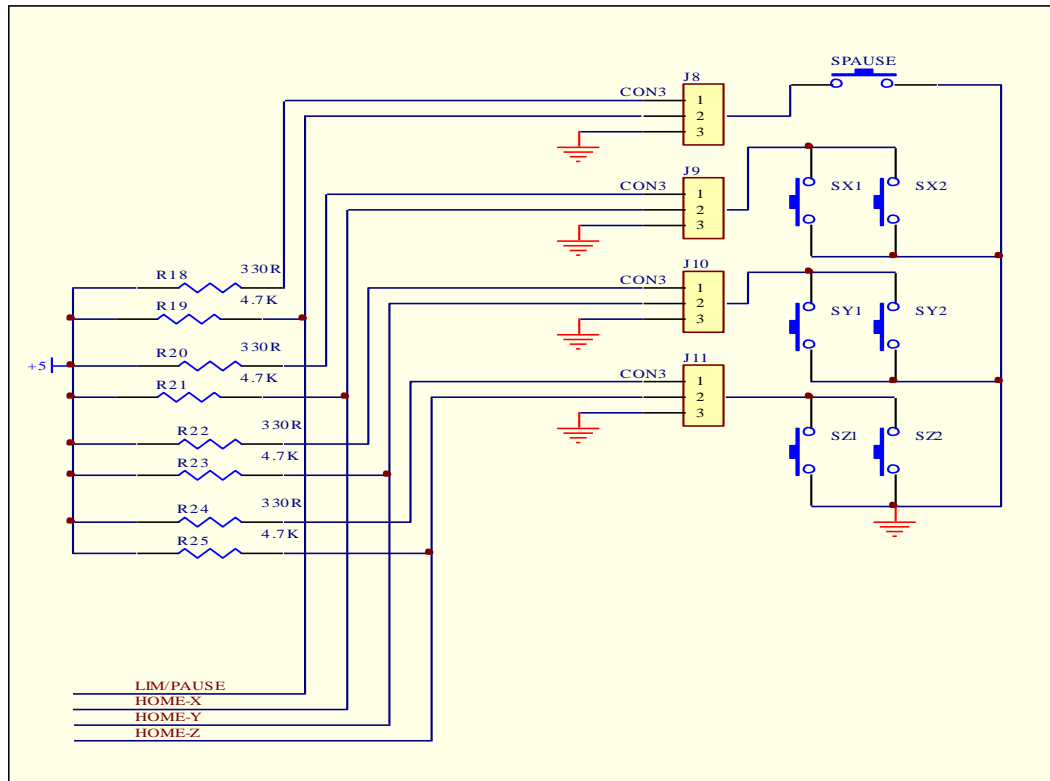 SPAUSE
J8
CON3
1
2
3
J9
CON3
1
2
3
SX1 SX2
J10
CON3
1
2
3
SY1 SY2
J11
CON3
1
2
3
SZ1 SZ2
R18 330R
R19 4.7K
+5
R20 330R
R21 4.7K
R22 330R
R23 4.7K
R24 330R
R25 4.7K
LIM/PAUSE
HOME-X
HOME-Y
HOME-Z